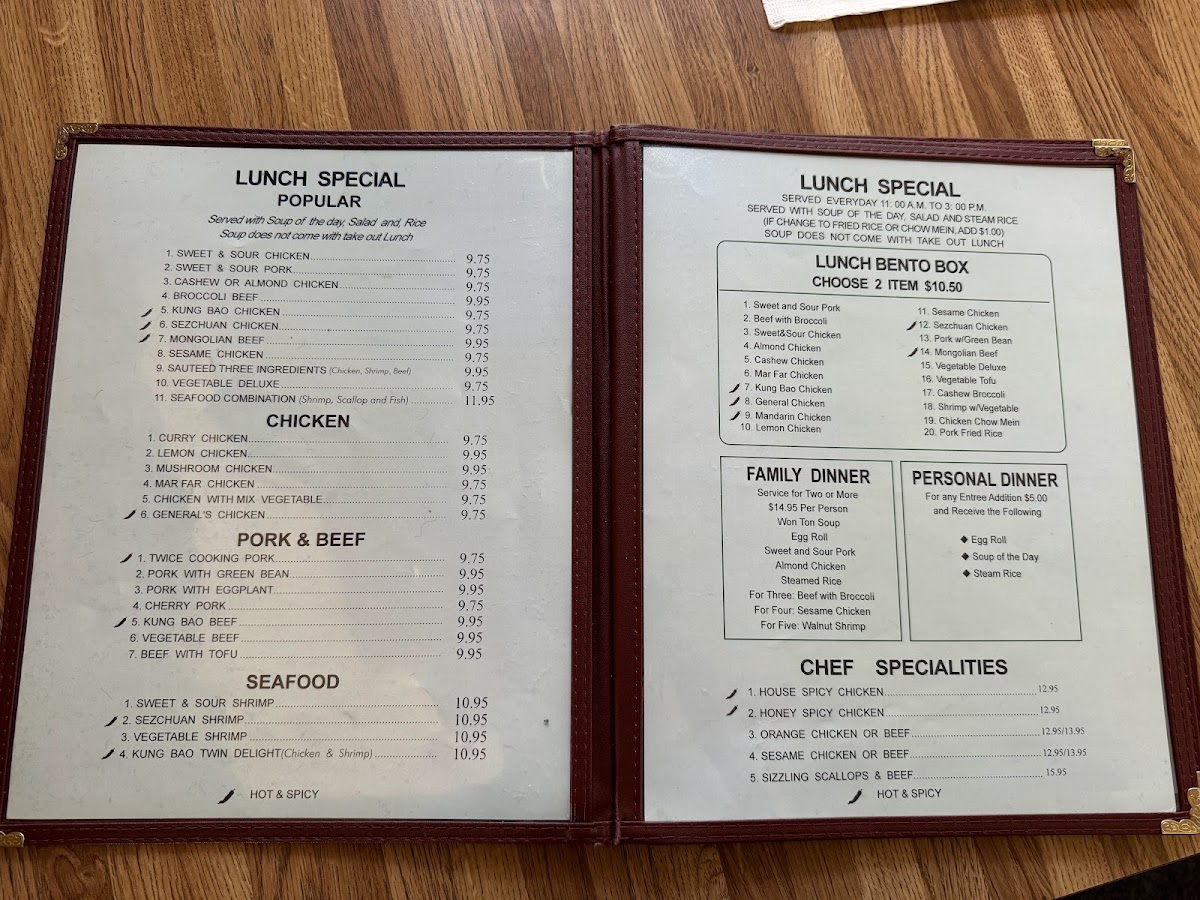 LUNCH SPECIAL
POPULAR
Served with Soup of the day, Salad and, Rice
Soup does not come with take out Lunch
1. SWEET & SOUR CHICKEN 9.75
2. SWEET & SOUR PORK 9.75
3. CASHEW OR ALMOND CHICKEN 9.75
4. BROCCOLI BEEF 9.95
5. KUNG BAO CHICKEN 9.75
6. SEZCHUAN CHICKEN 9.75
7. MONGOLIAN BEEF 9.95
8. SESAME CHICKEN 9.75
9. SAUTEED THREE INGREDIENTS (Chicken, Shrimp, Beef) 9.95
10. VEGETABLE DELUXE 9.75
11. SEAFOOD COMBINATION (Shrimp, Scallop and Fish) 11.95
CHICKEN
1. CURRY CHICKEN 9.75
2. LEMON CHICKEN 9.95
3. MUSHROOM CHICKEN 9.95
4. MAR FAR CHICKEN 9.75
5. CHICKEN WITH MIX VEGETABLE 9.75
6. GENERAL'S CHICKEN 9.75
PORK & BEEF
1. TWICE COOKING PORK 9.75
2. PORK WITH GREEN BEAN 9.95
3. PORK WITH EGGPLANT 9.95
4. CHERRY PORK 9.75
5. KUNG BAO BEEF 9.95
6. VEGETABLE BEEF 9.95
7. BEEF WITH TOFU 9.95
SEAFOOD
1. SWEET & SOUR SHRIMP 10.95
2. SEZCHUAN SHRIMP 10.95
3. VEGETABLE SHRIMP 10.95
4. KUNG BAO TWIN DELIGHT (Chicken & Shrimp) 10.95
HOT & SPICY
LUNCH SPECIAL
SERVED EVERYDAY 11: 00 A.M. TO 3: 00 P.M.
SERVED WITH SOUP OF THE DAY, SALAD AND STEAM RICE
(IF CHANGE TO FRIED RICE OR CHOW MEIN, ADD $1.00)
SOUP DOES NOT COME WITH TAKE OUT LUNCH
LUNCH BENTO BOX
CHOOSE 2 ITEM $10.50
1. Sweet and Sour Pork
2. Beef with Broccoli
3. Sweet&Sour Chicken
4. Almond Chicken
5. Cashew Chicken
6. Mar Far Chicken
7. Kung Bao Chicken
8. General Chicken
9. Mandarin Chicken
10. Lemon Chicken
11. Sesame Chicken
12. Sezchuan Chicken
13. Pork w/Green Bean
14. Mongolian Beef
15. Vegetable Deluxe
16. Vegetable Tofu
17. Cashew Broccoli
18. Shrimp w/Vegetable
19. Chicken Chow Mein
20. Pork Fried Rice
FAMILY DINNER
Service for Two or More
$14.95 Per Person
Won Ton Soup
Egg Roll
Sweet and Sour Pork
Almond Chicken
Steamed Rice
For Three: Beef with Broccoli
For Four: Sesame Chicken
For Five: Walnut Shrimp
PERSONAL DINNER
For any Entree Addition $5.00
and Receive the Following
◆ Egg Roll
◆ Soup of the Day
◆ Steam Rice
CHEF SPECIALITIES
1. HOUSE SPICY CHICKEN 12.95
2. HONEY SPICY CHICKEN 12.95
3. ORANGE CHICKEN OR BEEF 12.95/13.95
4. SESAME CHICKEN OR BEEF 12.95/13.95
5. SIZZLING SCALLOPS & BEEF 15.95
HOT & SPICY